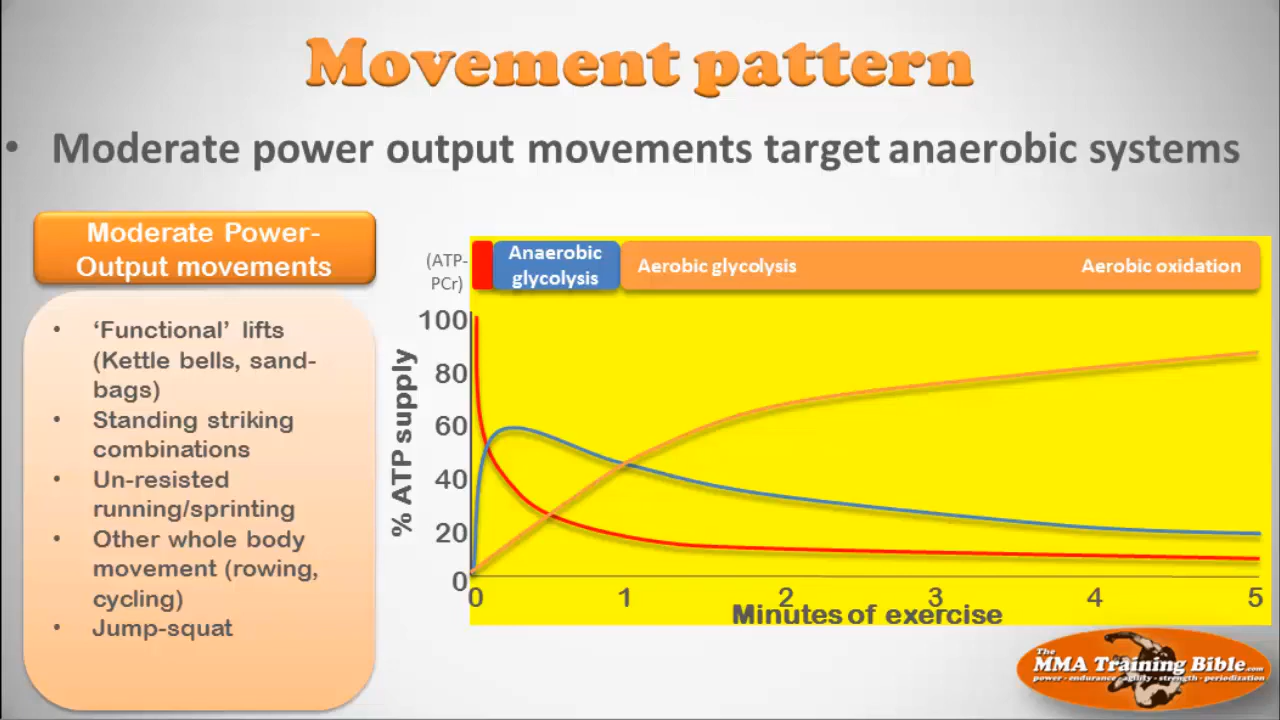 Movement pattern
• Moderate power output movements target anaerobic systems
Moderate Power-
Output movements
• ‘Functional’ lifts
(Kettle bells, sand-
bags)
• Standing striking
combinations
• Un-resisted
running/sprinting
• Other whole body
movement (rowing,
cycling)
• Jump-squat
(ATP-
PCr)
Anaerobic
glycolysis
Aerobic glycolysis
Aerobic oxidation
% ATP supply
100
80
60
40
20
0
0 1 2 3 4 5
Minutes of exercise
The
MMA Training Bible.com
power - endurance - agility - strength - periodization